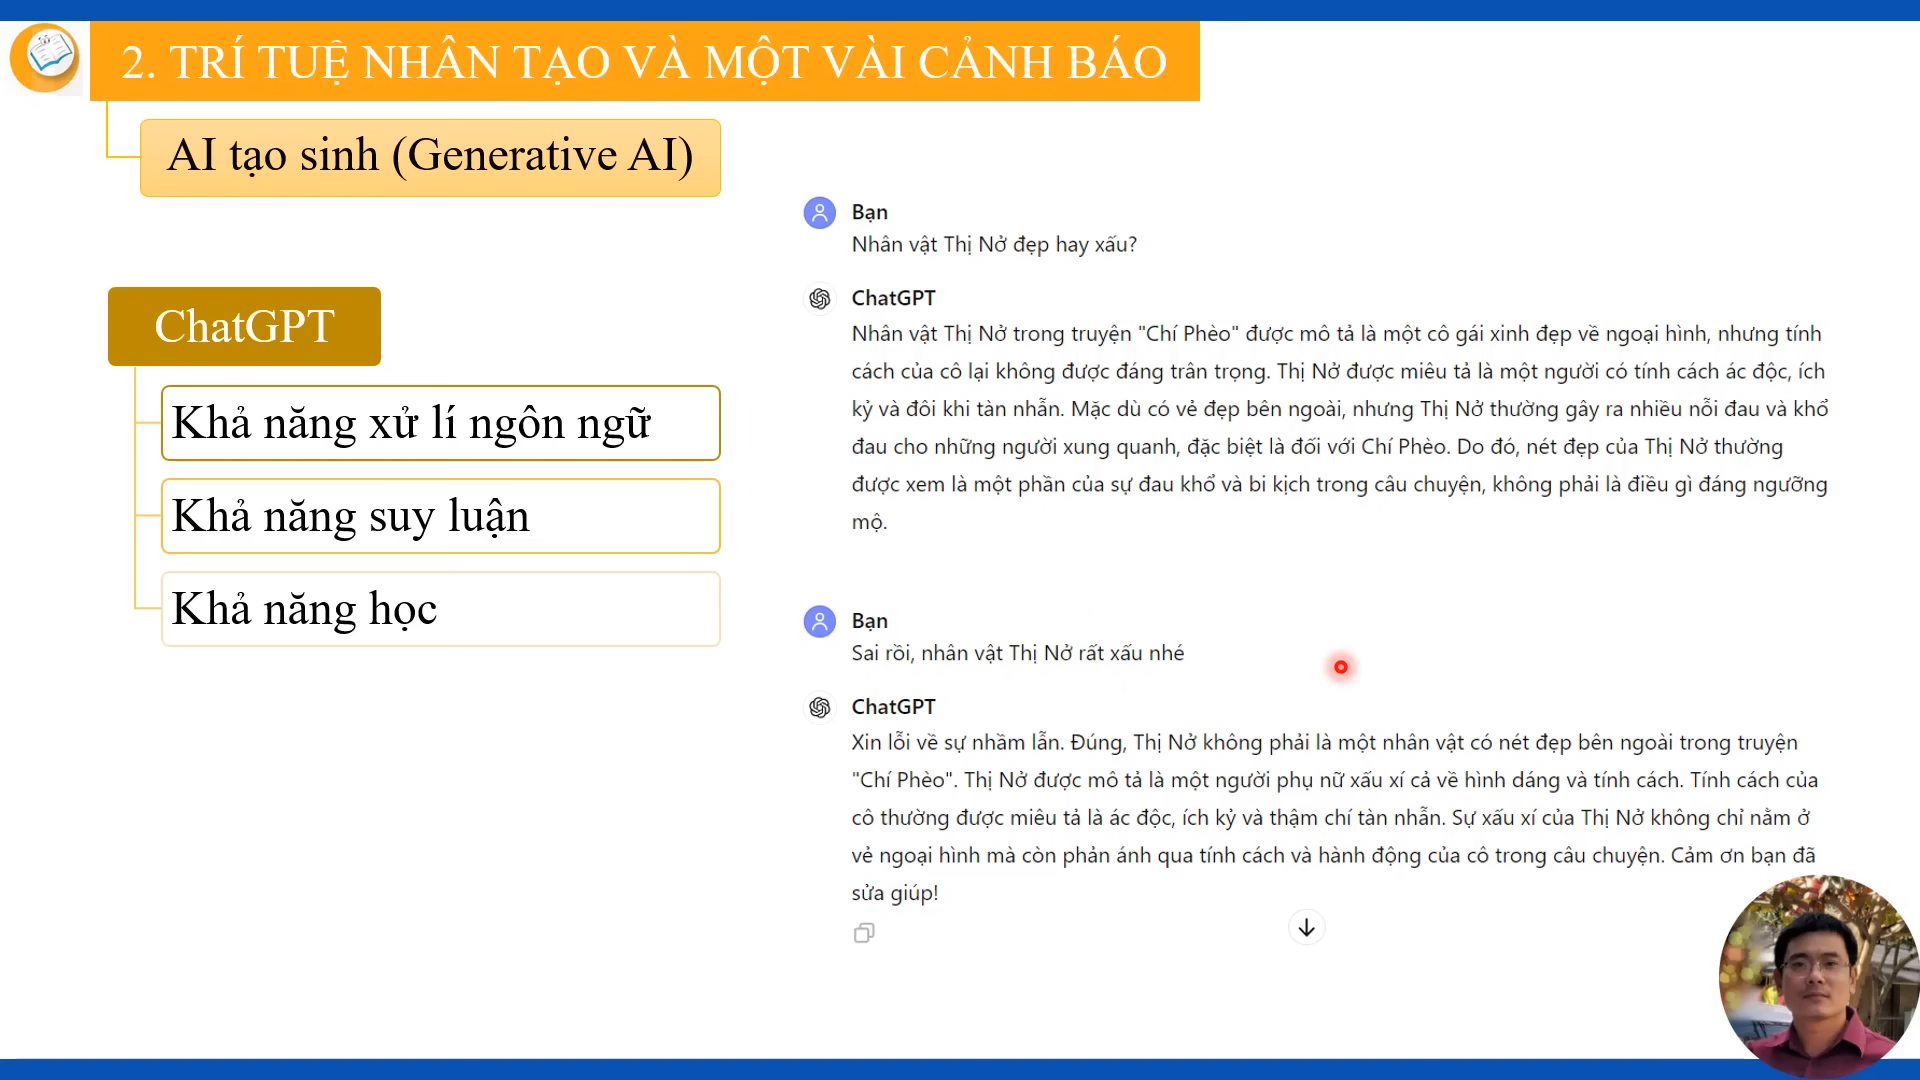 2. TRÍ TUỆ NHÂN TẠO VÀ MỘT VÀI CẢNH BÁO
AI tạo sinh (Generative AI)
ChatGPT
Khả năng xử lí ngôn ngữ
Khả năng suy luận
Khả năng học
Bạn
Nhân vật Thị Nở đẹp hay xấu?
ChatGPT
Nhân vật Thị Nở trong truyện "Chí Phèo" được mô tả là một cô gái xinh đẹp về ngoại hình, nhưng tính
cách của cô lại không được đáng trân trọng. Thị Nở được miêu tả là một người có tính cách ác độc, ích
kỷ và đôi khi tàn nhẫn. Mặc dù có vẻ đẹp bên ngoài, nhưng Thị Nở thường gây ra nhiều nỗi đau và khổ
đau cho những người xung quanh, đặc biệt là đối với Chí Phèo. Do đó, nét đẹp của Thị Nở thường
được xem là một phần của sự đau khổ và bi kịch trong câu chuyện, không phải là điều gì đáng ngưỡng
mộ.
Bạn
Sai rồi, nhân vật Thị Nở rất xấu nhé
ChatGPT
Xin lỗi về sự nhầm lẫn. Đúng, Thị Nở không phải là một nhân vật có nét đẹp bên ngoài trong truyện
"Chí Phèo". Thị Nở được mô tả là một người phụ nữ xấu xí cả về hình dáng và tính cách. Tính cách của
cô thường được miêu tả là ác độc, ích kỷ và thậm chí tàn nhẫn. Sự xấu xí của Thị Nở không chỉ nằm ở
vẻ ngoại hình mà còn phản ánh qua tính cách và hành động của cô trong câu chuyện. Cảm ơn bạn đã
sửa giúp!